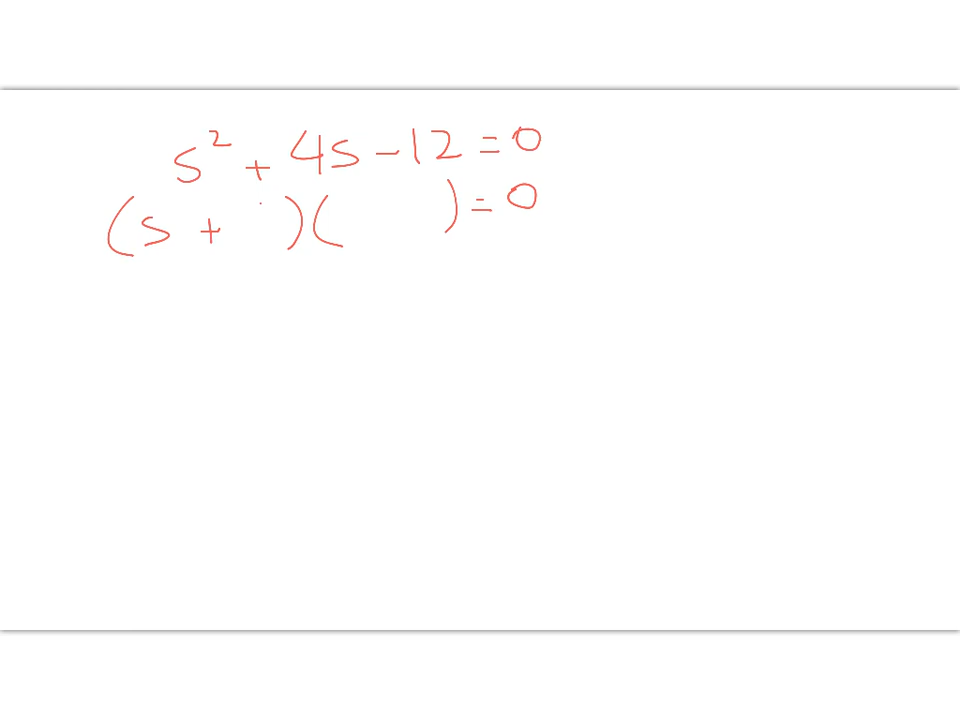 s² + 4s - 12 = 0
(s + )( ) = 0